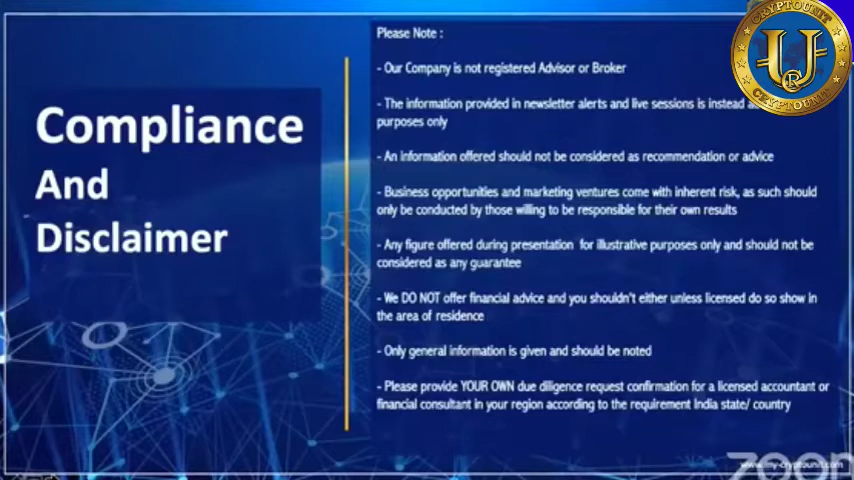 Please Note :
- Our Company is not registered Advisor or Broker
- The information provided in newsletter alerts and live sessions is instead
purposes only
- An information offered should not be considered as recommendation or advice
- Business opportunities and marketing ventures come with inherent risk, as such should
only be conducted by those willing to be responsible for their own results
- Any figure offered during presentation for illustrative purposes only and should not be
considered as any guarantee
- We DO NOT offer financial advice and you shouldn't either unless licensed do so show in
the area of residence
- Only general information is given and should be noted
- Please provide YOUR OWN due diligence request confirmation for a licensed accountant or
financial consultant in your region according to the requirement India state/ country
Compliance
And
Disclaimer
CRYPTOUNIT
U
CR
CRYPTOUNIT
zoom
www.my-cryptounit.com